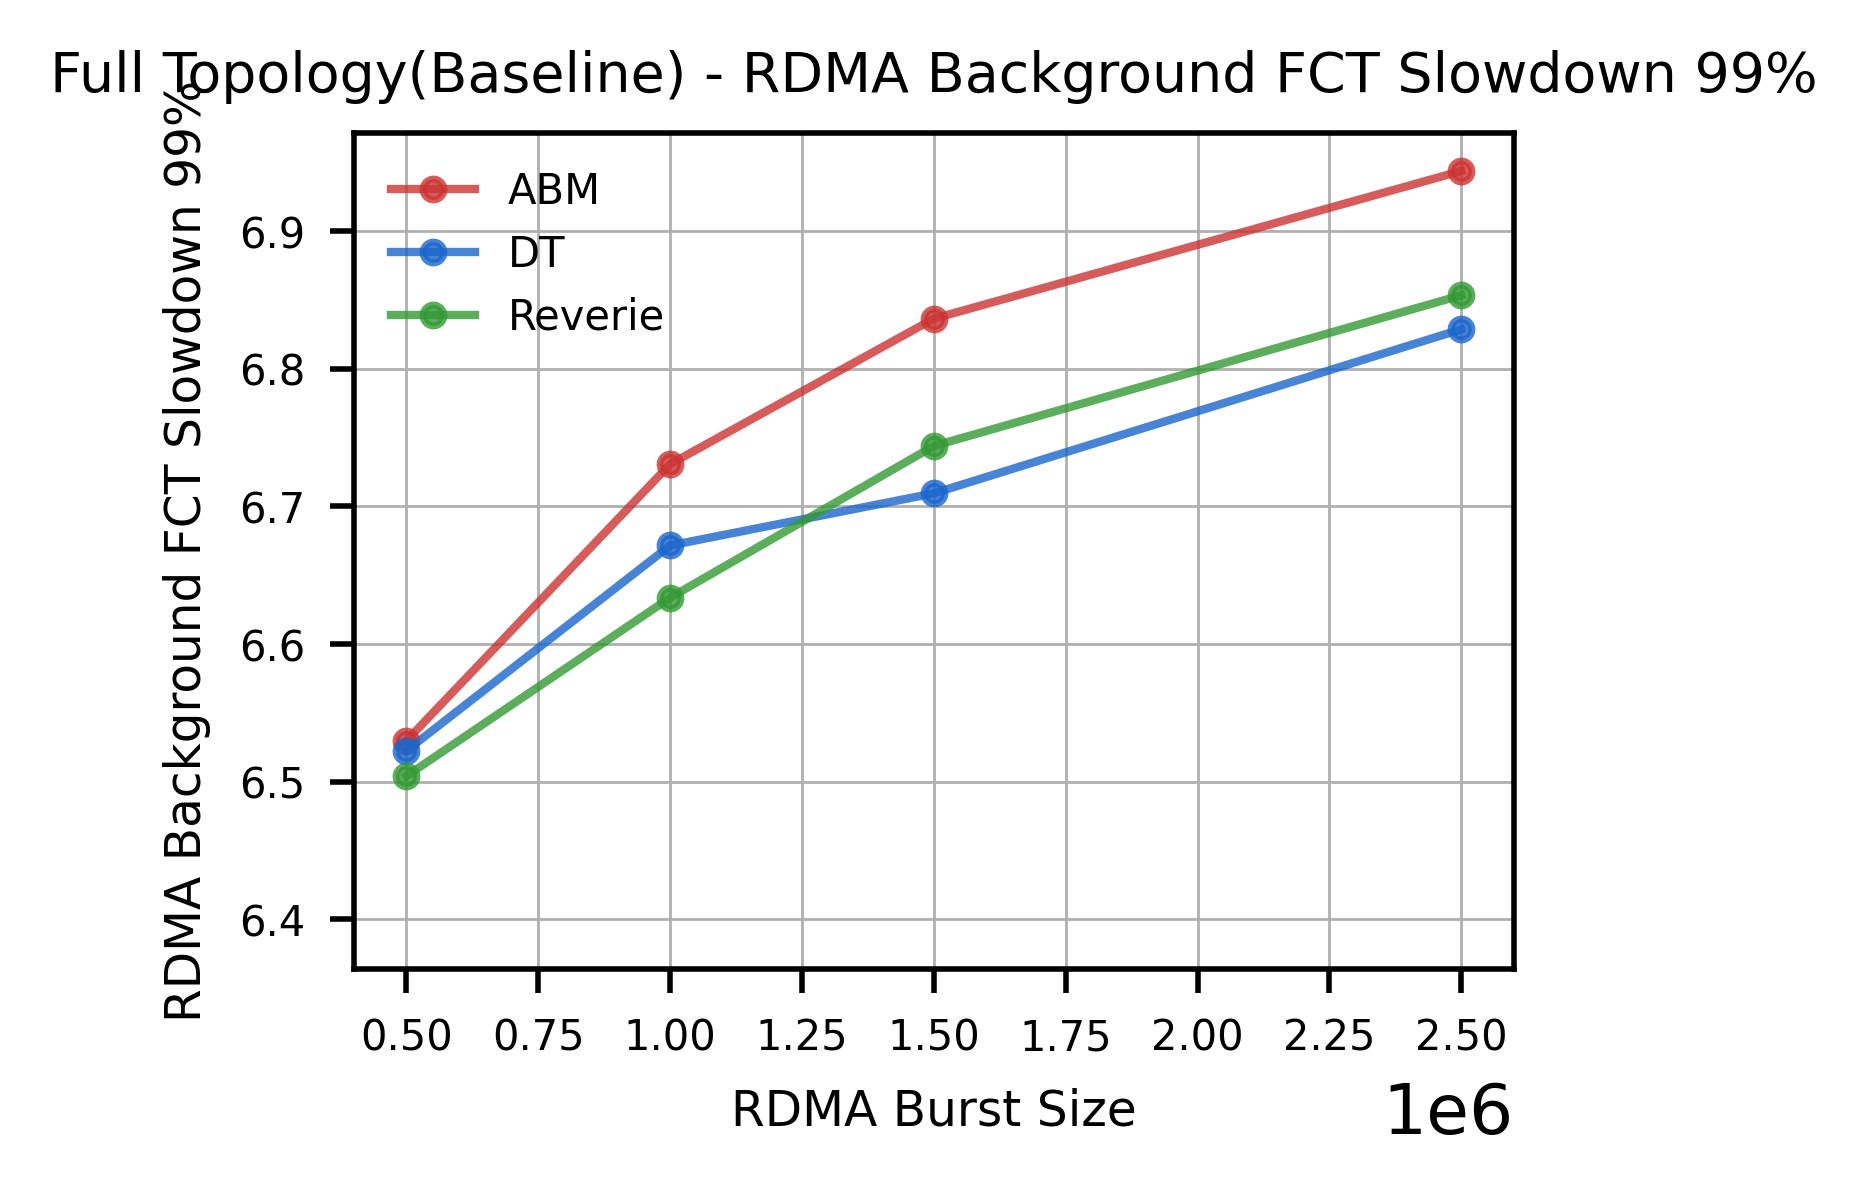 Full Topology(Baseline) - RDMA Background FCT Slowdown 99%
RDMA Background FCT Slowdown 99%
ABM
DT
Reverie
6.9
6.8
6.7
6.6
6.5
6.4
0.50 0.75 1.00 1.25 1.50 1.75 2.00 2.25 2.50
RDMA Burst Size
1e6